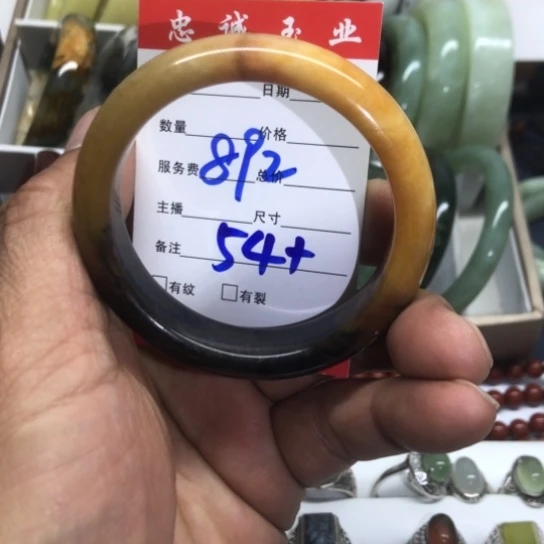 忠诚玉业
日期
数量 价格
892
服务费 总价
主播 尺寸
54+
备注
□有纹 □有裂